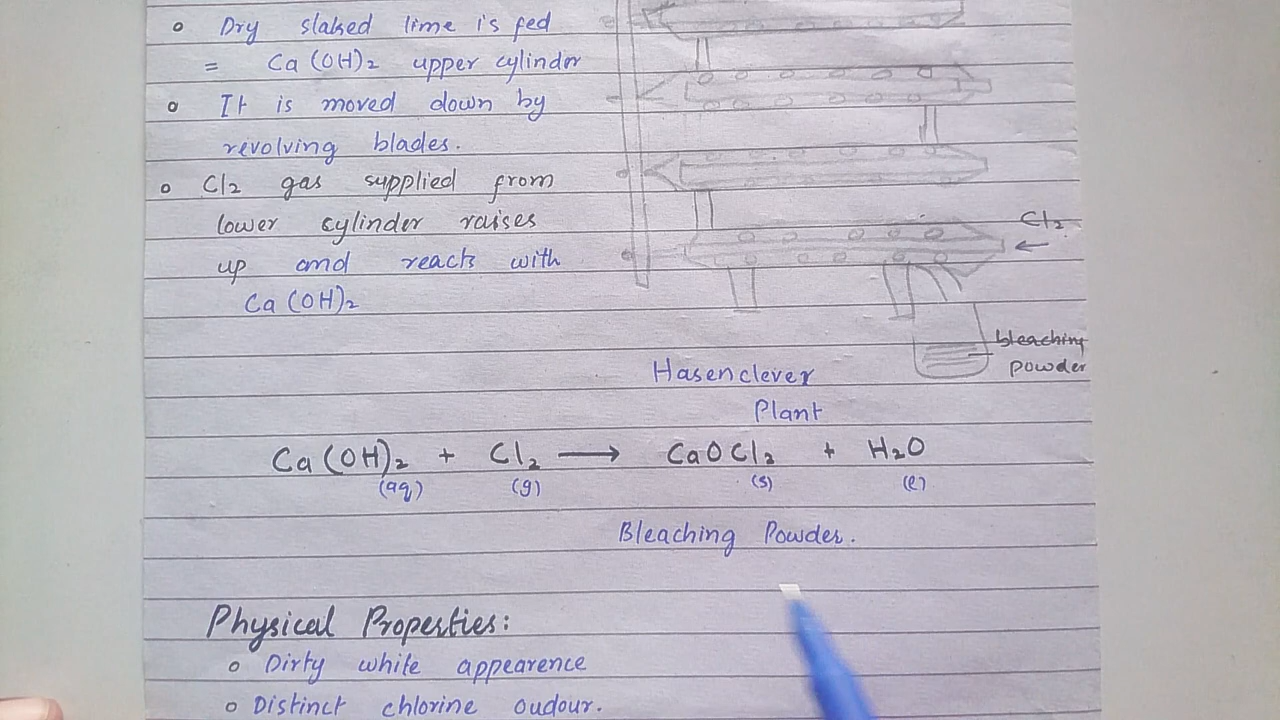 o Dry slaked lime is fed
= Ca(OH)2 upper cylinder
o It is moved down by
revolving blades.
o Cl2 gas supplied from
lower cylinder raises
up and reacts with
Ca(OH)2
Cl2
←
bleaching
powder
Hasenclever
Plant
Ca(OH)2 + Cl2 ⟶ CaOCl2 + H2O
(aq) (g) (s) (l)
Bleaching Powder.
Physical Properties:
o Dirty white appearence
o Distinct chlorine oudour.